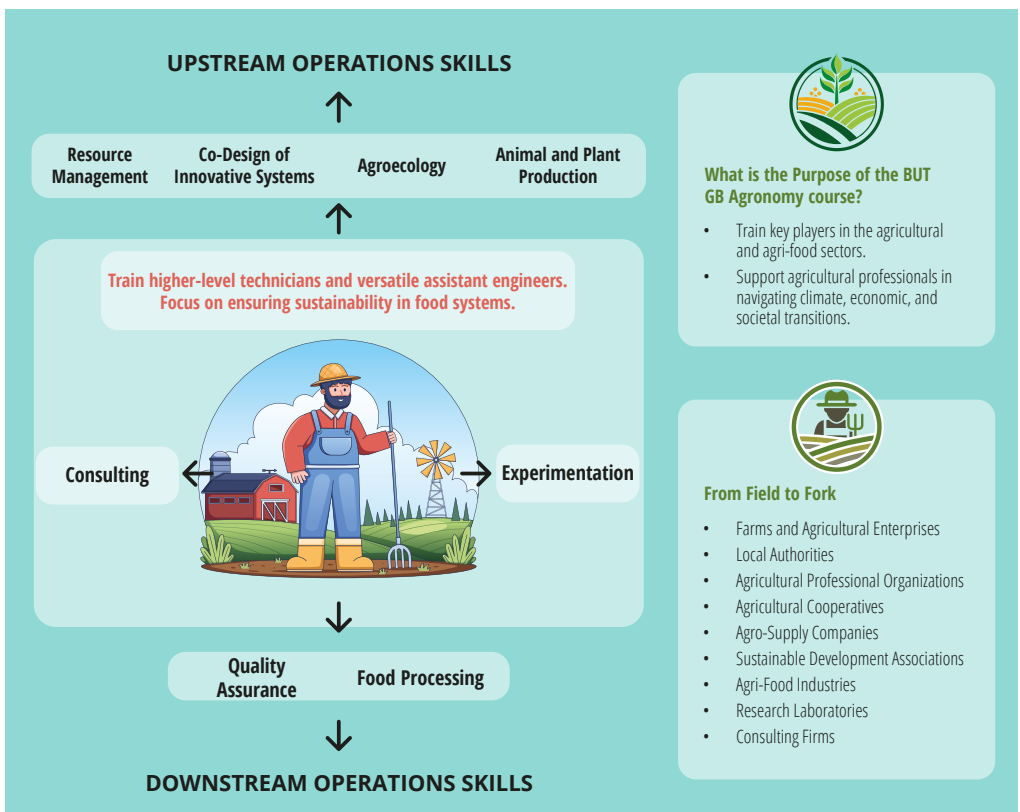 UPSTREAM OPERATIONS SKILLS
Resource
Management
Co-Design of
Innovative Systems
Agroecology
Animal and Plant
Production
Train higher-level technicians and versatile assistant engineers.
Focus on ensuring sustainability in food systems.
Consulting
Experimentation
Quality
Assurance
Food Processing
DOWNSTREAM OPERATIONS SKILLS
What is the Purpose of the BUT
GB Agronomy course?
• Train key players in the agricultural
and agri-food sectors.
• Support agricultural professionals in
navigating climate, economic, and
societal transitions.
From Field to Fork
• Farms and Agricultural Enterprises
• Local Authorities
• Agricultural Professional Organizations
• Agricultural Cooperatives
• Agro-Supply Companies
• Sustainable Development Associations
• Agri-Food Industries
• Research Laboratories
• Consulting Firms